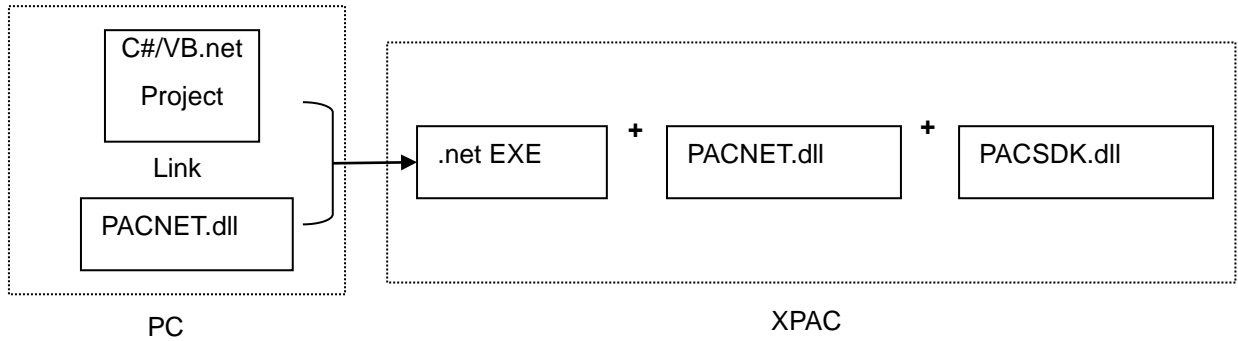 C#/VB.net
Project
Link
PACNET.dll
PC
.net EXE
+
PACNET.dll
+
PACSDK.dll
XPAC